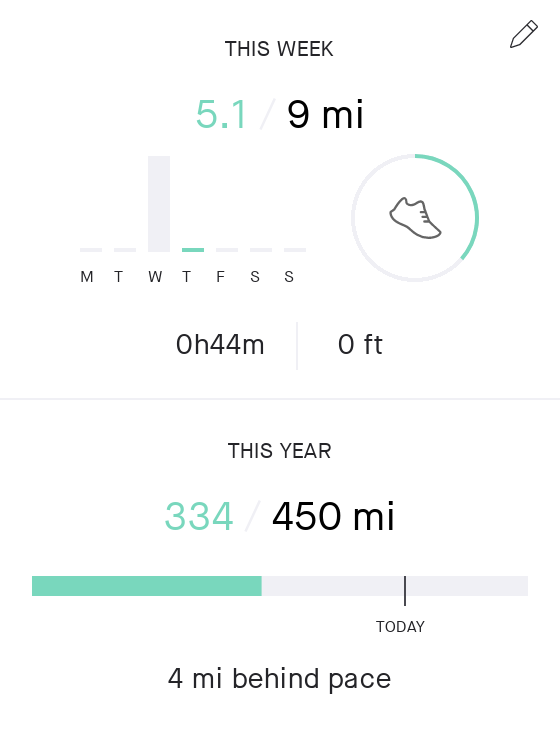 THIS WEEK
5.1 / 9 mi
M T W T F S S
0h44m 0 ft
THIS YEAR
334 / 450 mi
TODAY
4 mi behind pace